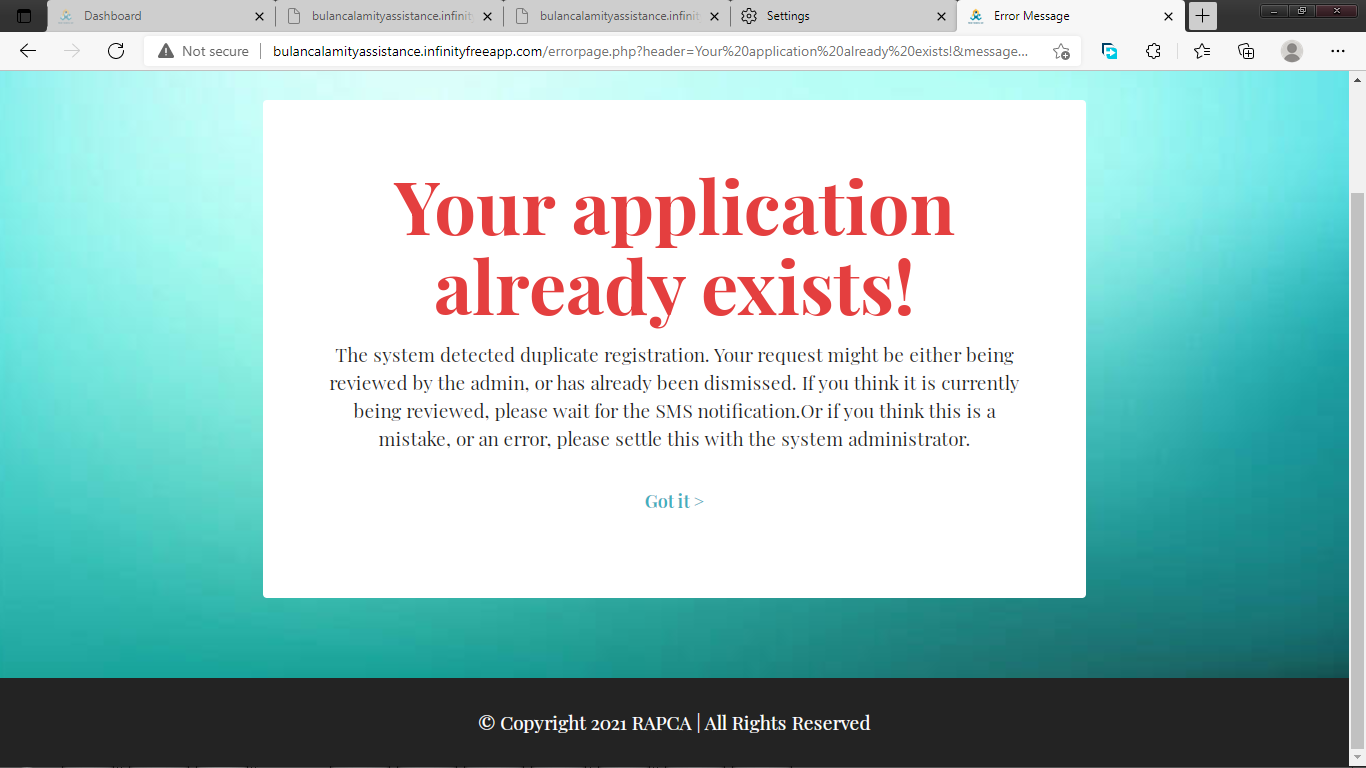 Dashboard
bulancalamityassistance.infinit
bulancalamityassistance.infinit
Settings
Error Message
Not secure | bulancalamityassistance.infinityfreeapp.com/errorpage.php?header=Your%20application%20already%20exists!&message...
Your application
already exists!
The system detected duplicate registration. Your request might be either being
reviewed by the admin, or has already been dismissed. If you think it is currently
being reviewed, please wait for the SMS notification.Or if you think this is a
mistake, or an error, please settle this with the system administrator.
Got it >
© Copyright 2021 RAPCA | All Rights Reserved